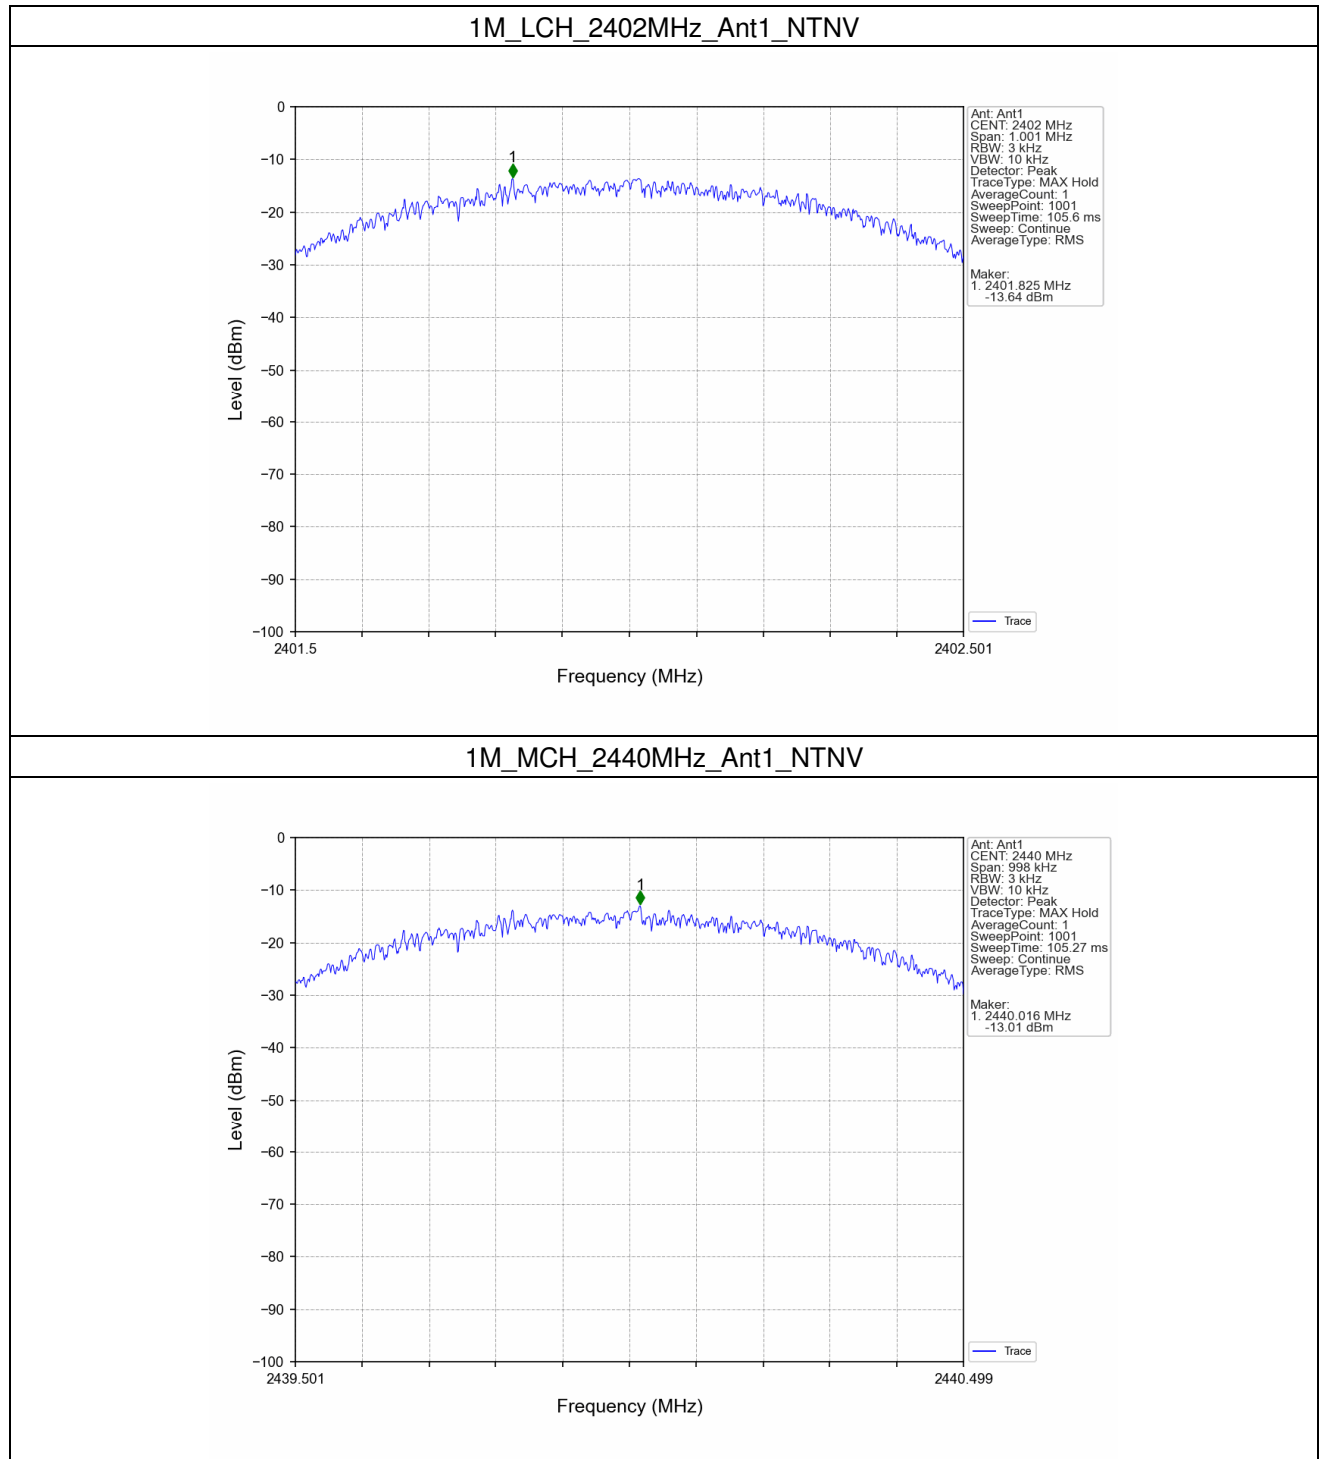 1M_LCH_2402MHz_Ant1_NTNV
0
−10
−20
−30
−40
−50
−60
−70
−80
−90
−100
Level (dBm)
1
2401.5
2402.501
Frequency (MHz)
Ant: Ant1
CENT: 2402 MHz
Span: 1.001 MHz
RBW: 3 kHz
VBW: 10 kHz
Detector: Peak
TraceType: MAX Hold
AverageCount: 1
SweepPoint: 1001
SweepTime: 105.6 ms
Sweep: Continue
AverageType: RMS
Maker:
1. 2401.825 MHz
-13.64 dBm
Trace
1M_MCH_2440MHz_Ant1_NTNV
0
−10
−20
−30
−40
−50
−60
−70
−80
−90
−100
Level (dBm)
1
2439.501
2440.499
Frequency (MHz)
Ant: Ant1
CENT: 2440 MHz
Span: 998 kHz
RBW: 3 kHz
VBW: 10 kHz
Detector: Peak
TraceType: MAX Hold
AverageCount: 1
SweepPoint: 1001
SweepTime: 105.27 ms
Sweep: Continue
AverageType: RMS
Maker:
1. 2440.016 MHz
-13.01 dBm
Trace